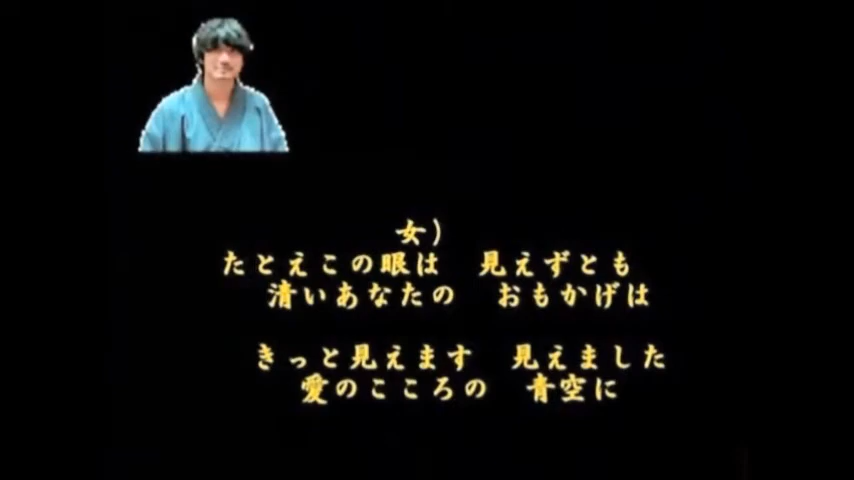 女)
たとえこの眼は　見えずとも
清いあなたの　おもかげは
きっと見えます　見えました
愛のこころの　青空に